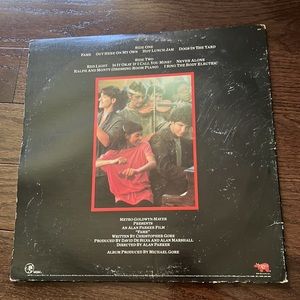 SIDE ONE
FAME   OUT HERE ON MY OWN   HOT LUNCH JAM   DOGS IN THE YARD
SIDE TWO
RED LIGHT   IS IT OKAY IF I CALL YOU MINE?   NEVER ALONE
RALPH AND MONTY (DRESSING ROOM PIANO)   I SING THE BODY ELECTRIC
METRO-GOLDWYN-MAYER
PRESENTS
AN ALAN PARKER FILM
"FAME"
WRITTEN BY CHRISTOPHER GORE
PRODUCED BY DAVID DE SILVA AND ALAN MARSHALL
DIRECTED BY ALAN PARKER
ALBUM PRODUCED BY MICHAEL GORE